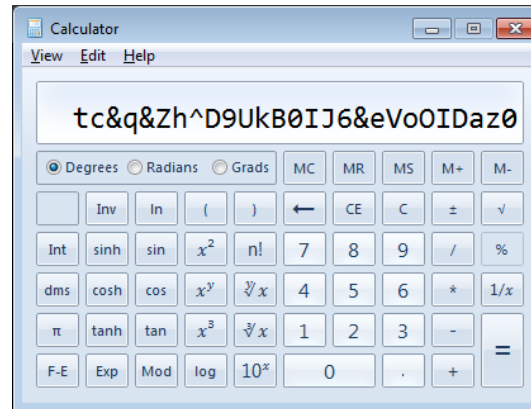 Calculator
View Edit Help
tc&q&Zh^D9UkB0IJ6&eVoOIDaz0
Degrees Radians Grads MC MR MS M+ M-
Inv ln ( ) ← CE C ± √
Int sinh sin x² n! 7 8 9 / %
dms cosh cos xʸ ʸ√x 4 5 6 * 1/x
π tanh tan x³ ³√x 1 2 3 - =
F-E Exp Mod log 10ˣ 0 . +